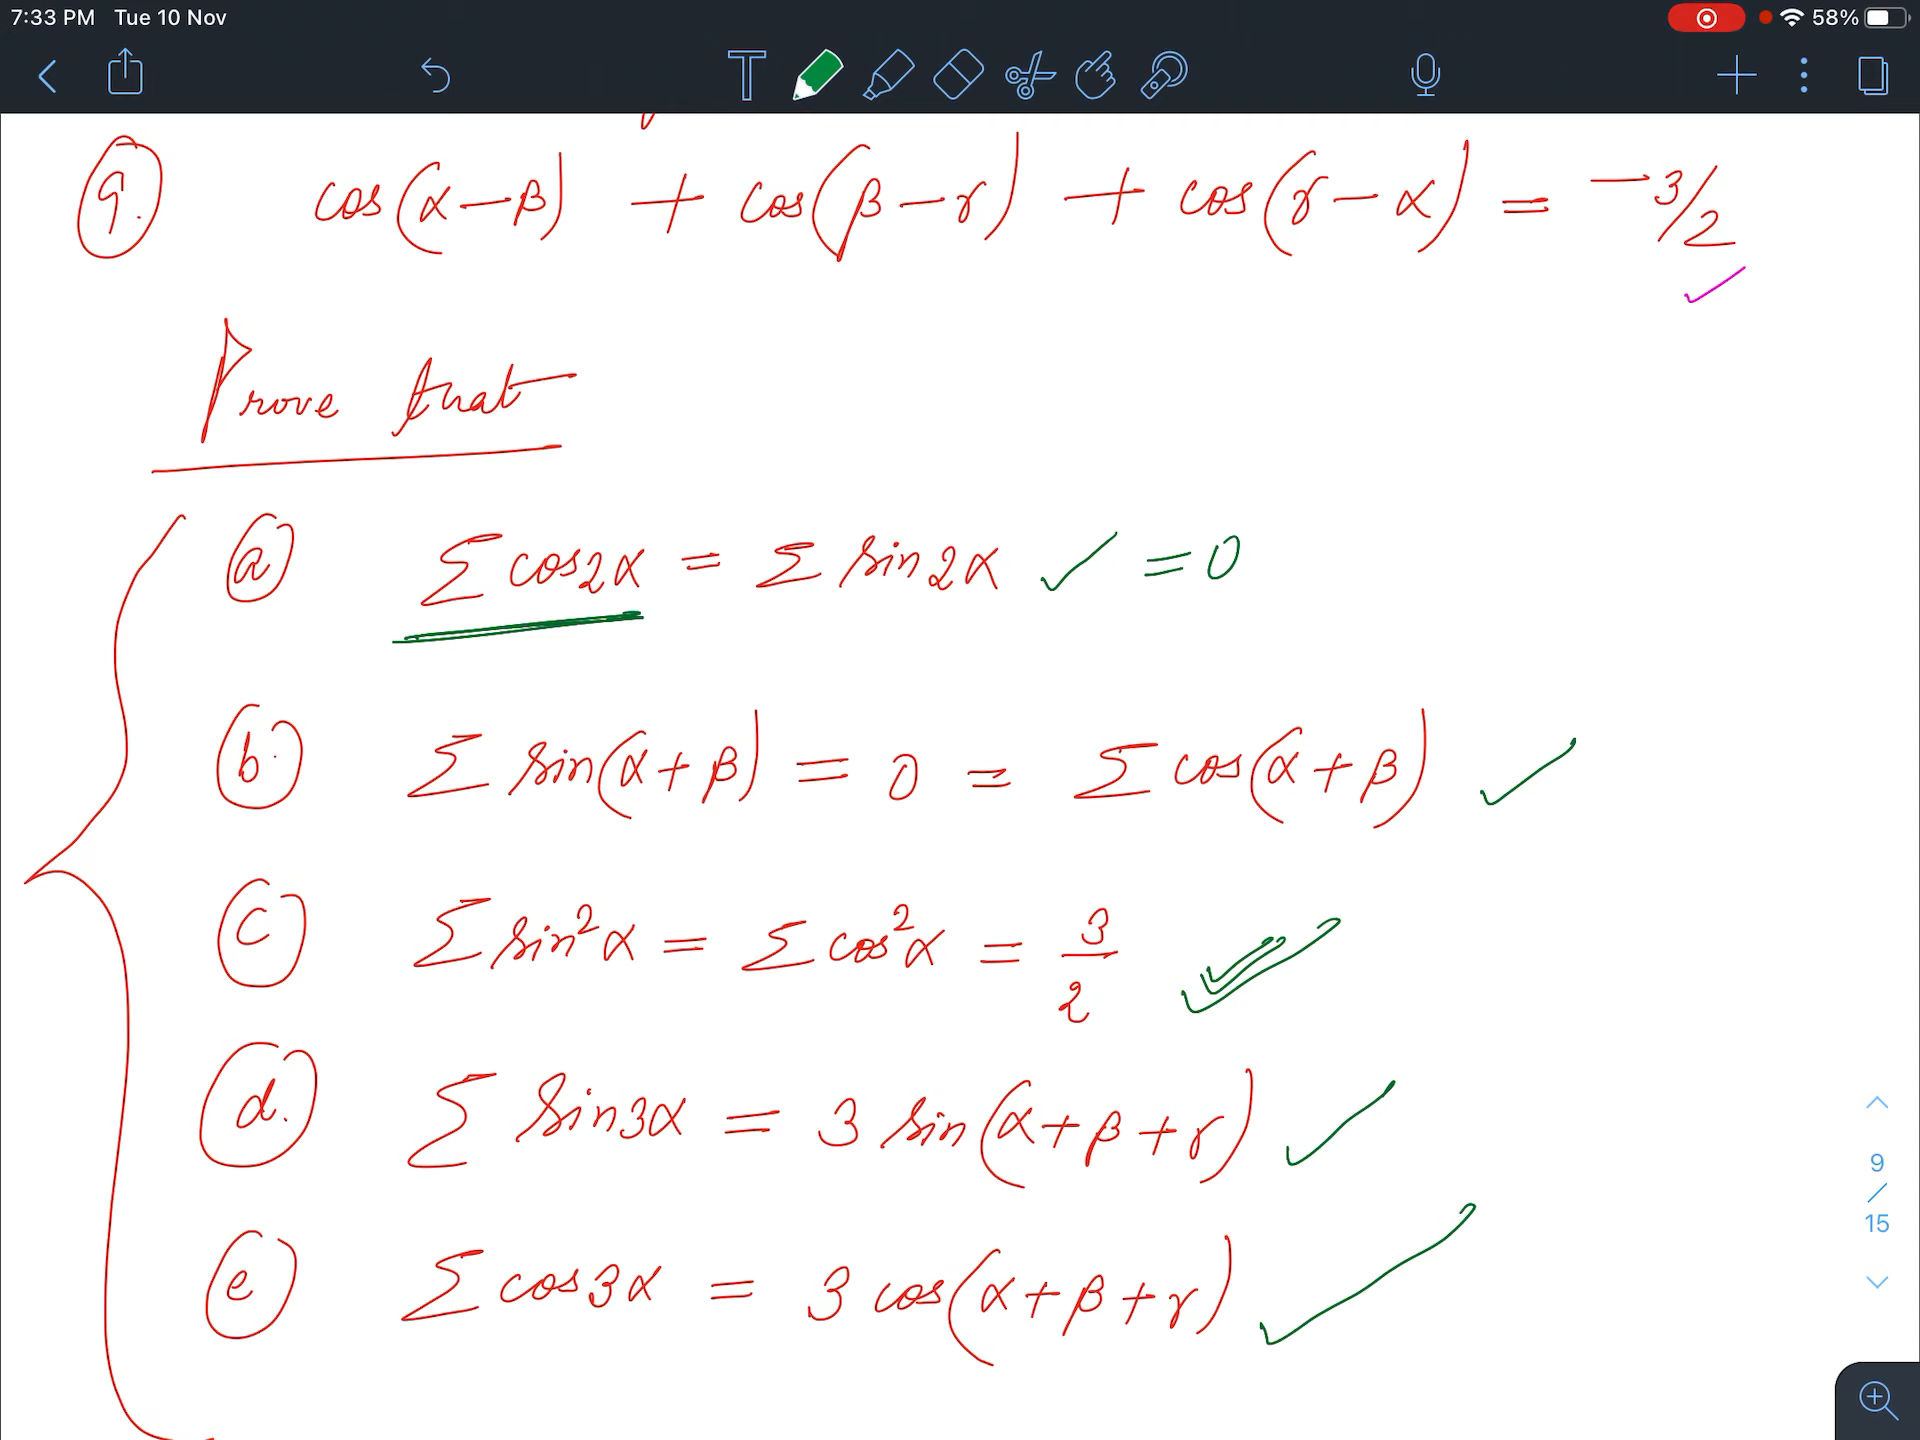 7:33 PM Tue 10 Nov 58%
T
9. cos(α-β) + cos(β-γ) + cos(γ-α) = -3/2
Prove that
a) Σ cos2α = Σ sin2α ✓ = 0
b. Σ sin(α+β) = 0 = Σ cos(α+β) ✓
c) Σ sin²α = Σ cos²α = 3/2 ✓
d. Σ sin3α = 3 sin(α+β+γ) ✓
e) Σ cos3α = 3 cos(α+β+γ) ✓
9
/
15